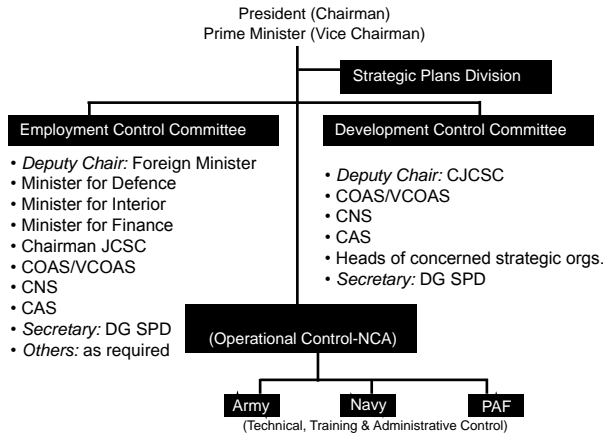 President (Chairman)
Prime Minister (Vice Chairman)
Strategic Plans Division
Employment Control Committee
• Deputy Chair: Foreign Minister
• Minister for Defence
• Minister for Interior
• Minister for Finance
• Chairman JCSC
• COAS/VCOAS
• CNS
• CAS
• Secretary: DG SPD
• Others: as required
Development Control Committee
• Deputy Chair: CJCSC
• COAS/VCOAS
• CNS
• CAS
• Heads of concerned strategic orgs.
• Secretary: DG SPD
(Operational Control-NCA)
Army
Navy
PAF
(Technical, Training & Administrative Control)